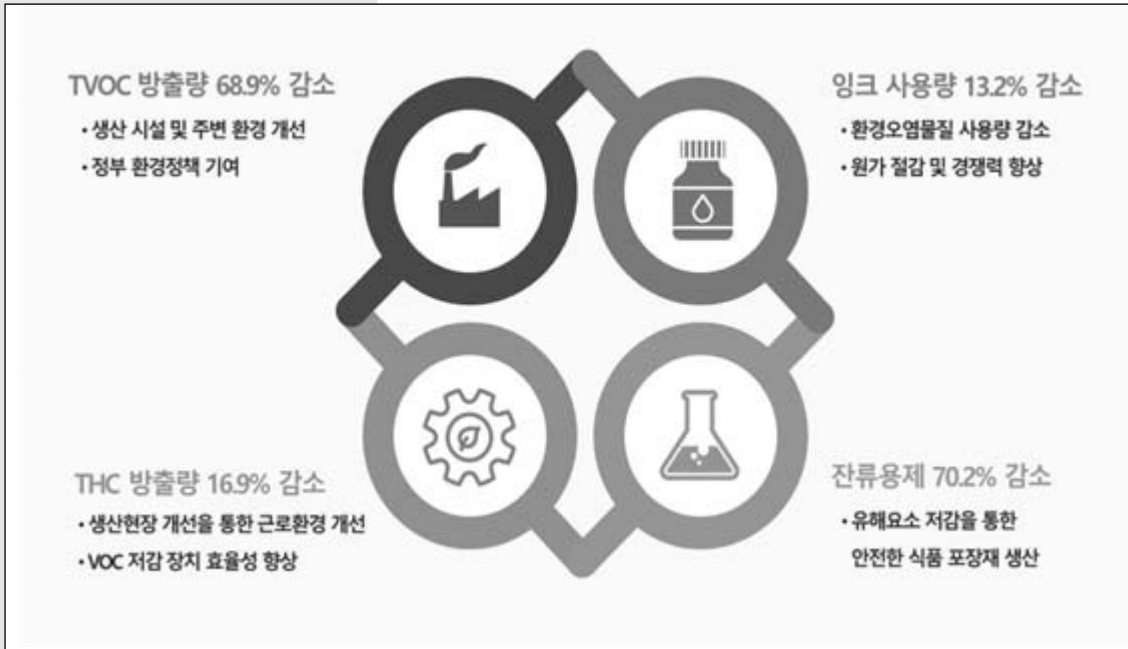 TVOC 방출량 68.9% 감소
• 생산 시설 및 주변 환경 개선
• 정부 환경정책 기여
잉크 사용량 13.2% 감소
• 환경오염물질 사용량 감소
• 원가 절감 및 경쟁력 향상
THC 방출량 16.9% 감소
• 생산현장 개선을 통한 근로환경 개선
• VOC 저감 장치 효율성 향상
잔류용제 70.2% 감소
• 유해요소 저감을 통한
안전한 식품 포장재 생산